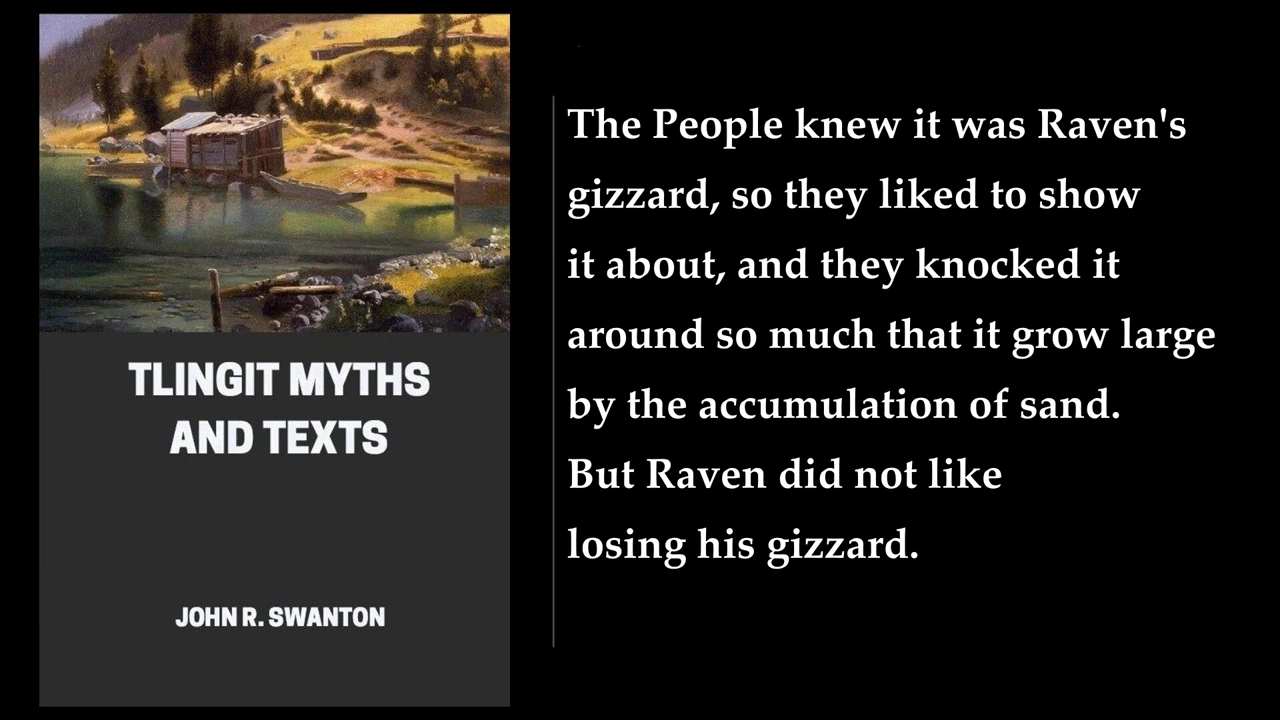 TLINGIT MYTHS
AND TEXTS
JOHN R. SWANTON
The People knew it was Raven's
gizzard, so they liked to show
it about, and they knocked it
around so much that it grow large
by the accumulation of sand.
But Raven did not like
losing his gizzard.